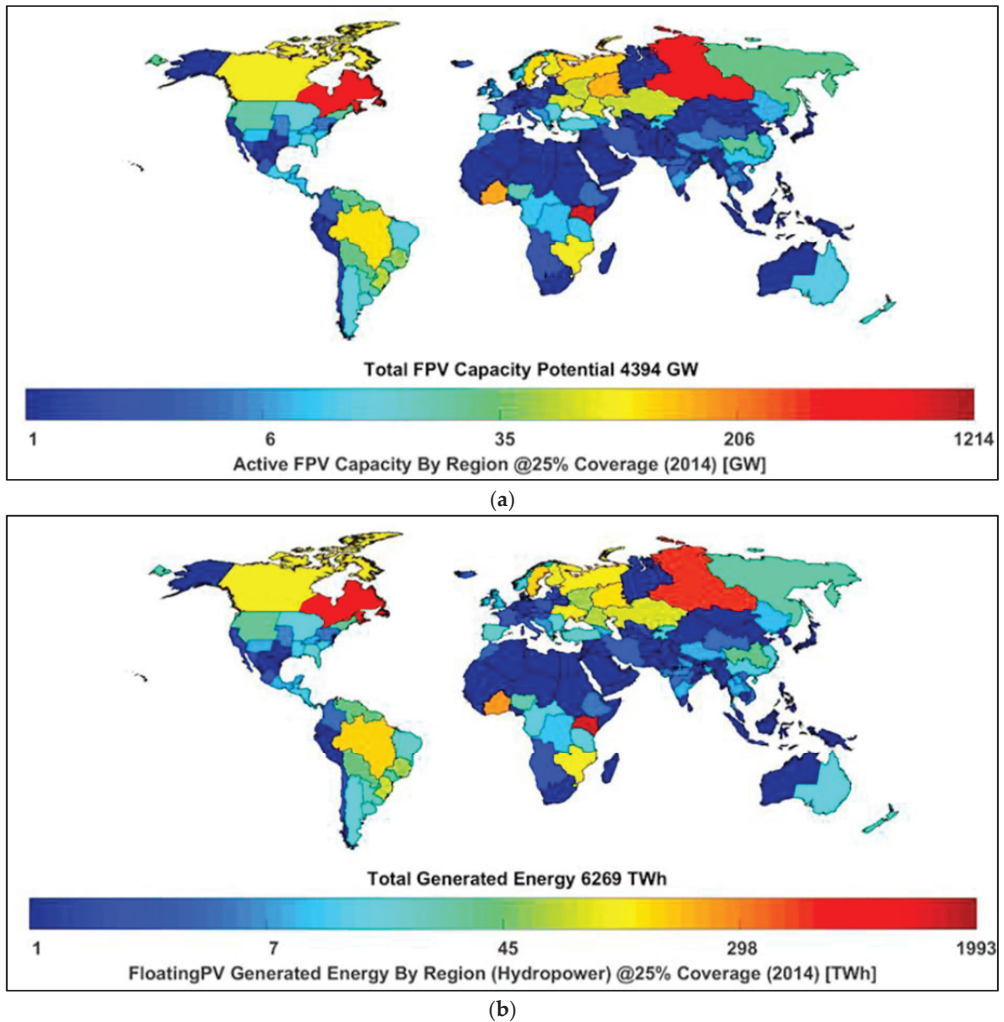 Total FPV Capacity Potential 4394 GW
1 6 35 206 1214
Active FPV Capacity By Region @25% Coverage (2014) [GW]
(a)
Total Generated Energy 6269 TWh
1 7 45 298 1993
FloatingPV Generated Energy By Region (Hydropower) @25% Coverage (2014) [TWh]
(b)